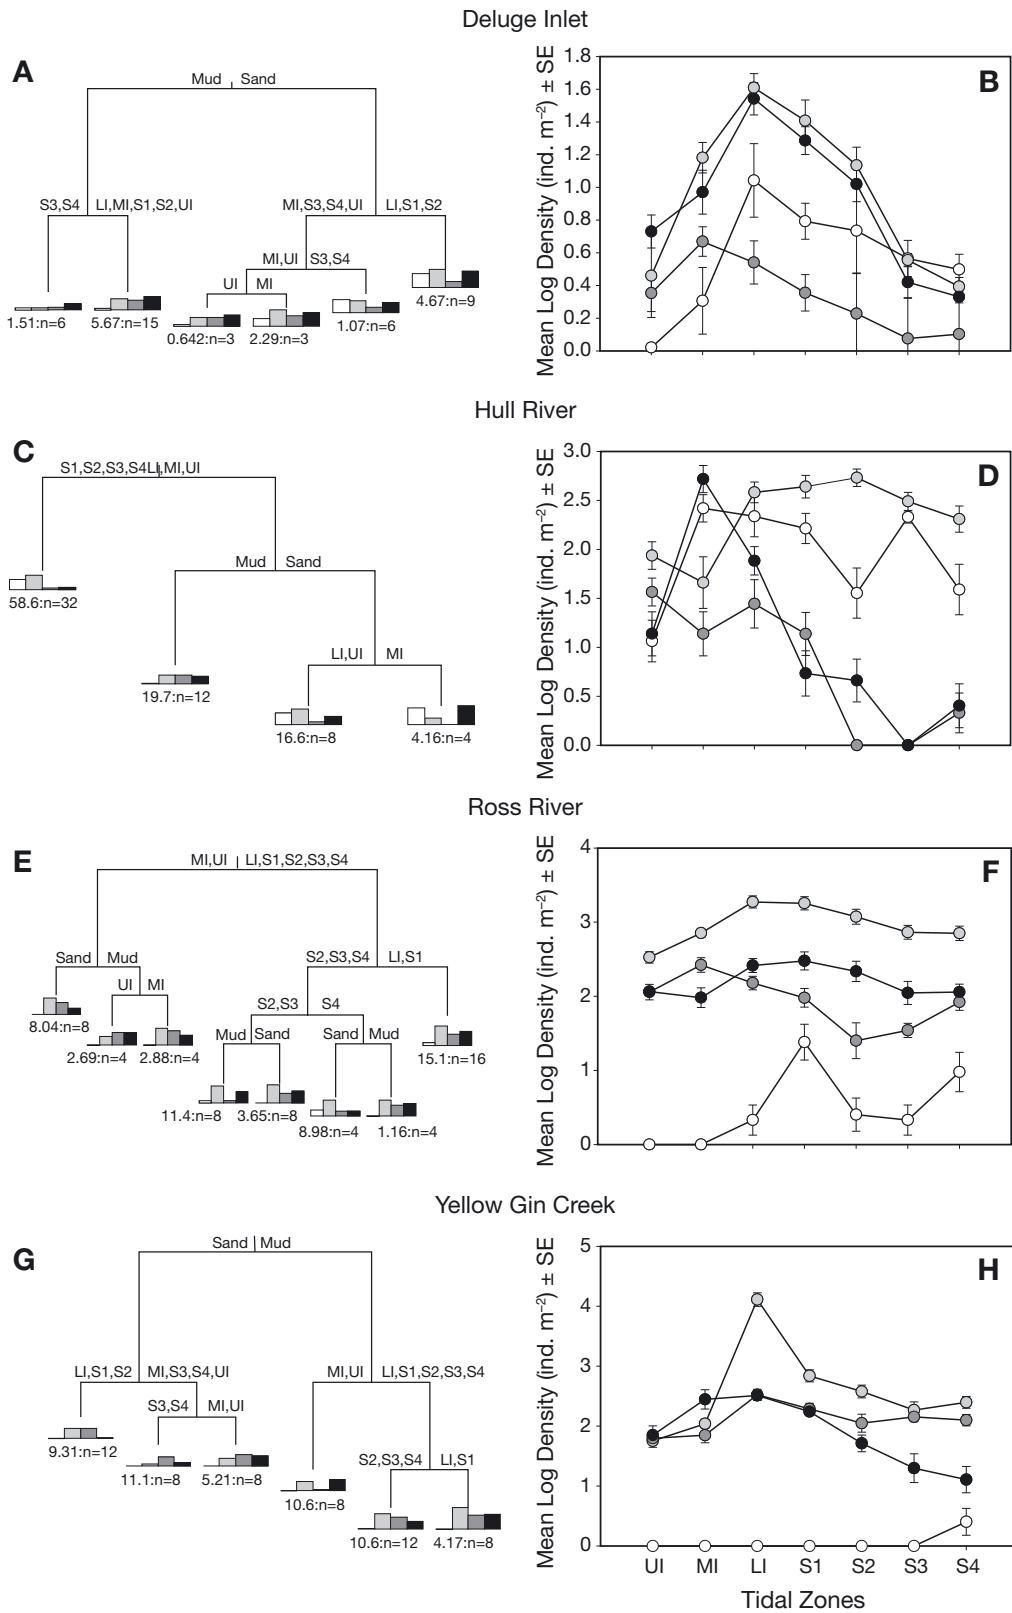 Deluge Inlet
A
Mud Sand
S3,S4 LI,MI,S1,S2,UI MI,S3,S4,UI LI,S1,S2
MI,UI S3,S4
UI MI
4.67:n=9
1.51:n=6 5.67:n=15 1.07:n=6
0.642:n=3 2.29:n=3
B
Mean Log Density (ind. m⁻²) ± SE
1.8
1.6
1.4
1.2
1.0
0.8
0.6
0.4
0.2
0.0
Hull River
C
S1,S2,S3,S4 LI,MI,UI
Mud Sand
58.6:n=32
LI,UI MI
19.7:n=12
16.6:n=8 4.16:n=4
D
Mean Log Density (ind. m⁻²) ± SE
3.0
2.5
2.0
1.5
1.0
0.5
0.0
Ross River
E
MI,UI LI,S1,S2,S3,S4
Sand Mud S2,S3,S4 LI,S1
UI MI S2,S3 S4
8.04:n=8 Mud Sand Sand Mud
2.69:n=4 2.88:n=4 15.1:n=16
11.4:n=8 3.65:n=8
8.98:n=4 1.16:n=4
F
Mean Log Density (ind. m⁻²) ± SE
4
3
2
1
0
Yellow Gin Creek
G
Sand Mud
LI,S1,S2 MI,S3,S4,UI MI,UI LI,S1,S2,S3,S4
S3,S4 MI,UI
9.31:n=12 S2,S3,S4 LI,S1
11.1:n=8 5.21:n=8
10.6:n=8
10.6:n=12 4.17:n=8
H
Mean Log Density (ind. m⁻²) ± SE
5
4
3
2
1
0
UI MI LI S1 S2 S3 S4
Tidal Zones